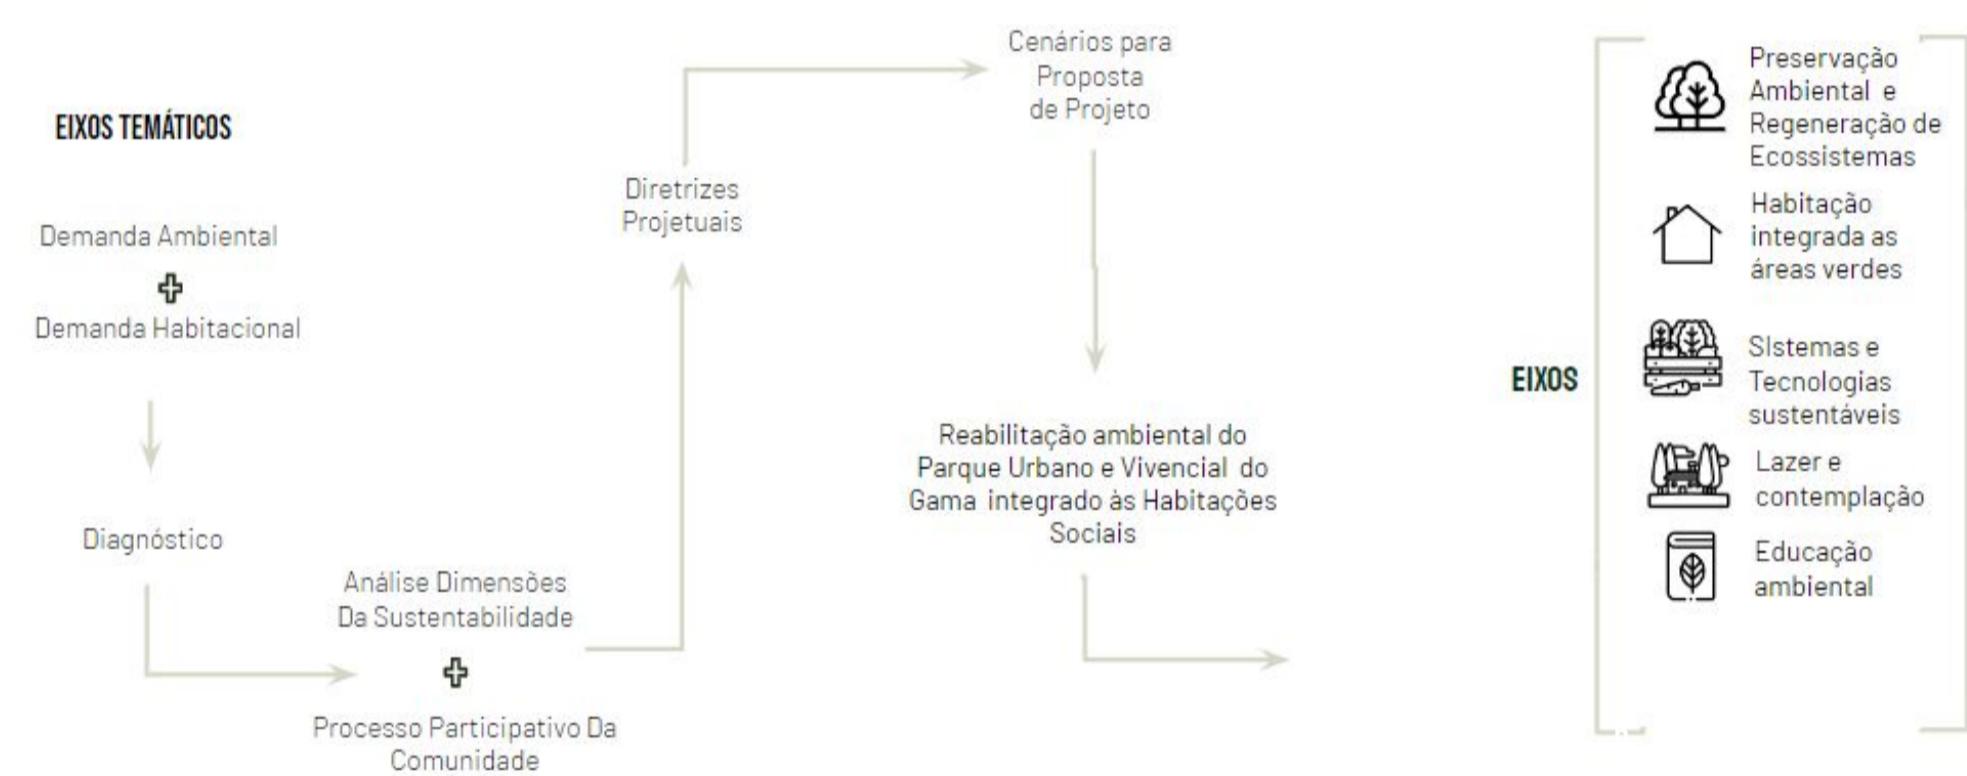 EIXOS TEMÁTICOS
Demanda Ambiental
Demanda Habitacional
Diagnóstico
Análise Dimensões
Da Sustentabilidade
Processo Participativo Da
Comunidade
Diretrizes
Projetuais
Cenários para
Proposta
de Projeto
Reabilitação ambiental do
Parque Urbano e Vivencial do
Gama integrado às Habitações
Sociais
EIXOS
Preservação
Ambiental e
Regeneração de
Ecossistemas
Habitação
integrada as
áreas verdes
SIstemas e
Tecnologias
sustentáveis
Lazer e
contemplação
Educação
ambiental